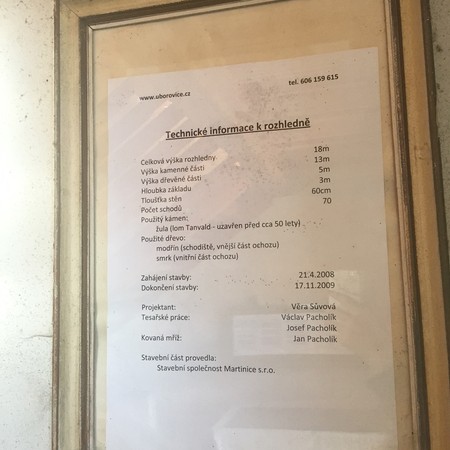 www.uborovice.cz tel. 606 159 615
Technické informace k rozhledně
Celková výška rozhledny 18m
Výška kamenné části 13m
Výška dřevěné části 5m
Hloubka základu 3m
Tloušťka stěn 60cm
Počet schodů 70
Použitý kámen:
žula (lom Tanvald - uzavřen před cca 50 lety)
Použité dřevo:
modřín (schodiště, vnější část ochozu)
smrk (vnitřní část ochozu)
Zahájení stavby: 21.4.2008
Dokončení stavby: 17.11.2009
Projektant: Věra Sůvová
Tesařské práce: Václav Pacholík
Josef Pacholík
Kovaná mříž: Jan Pacholík
Stavební část provedla:
Stavební společnost Martinice s.r.o.